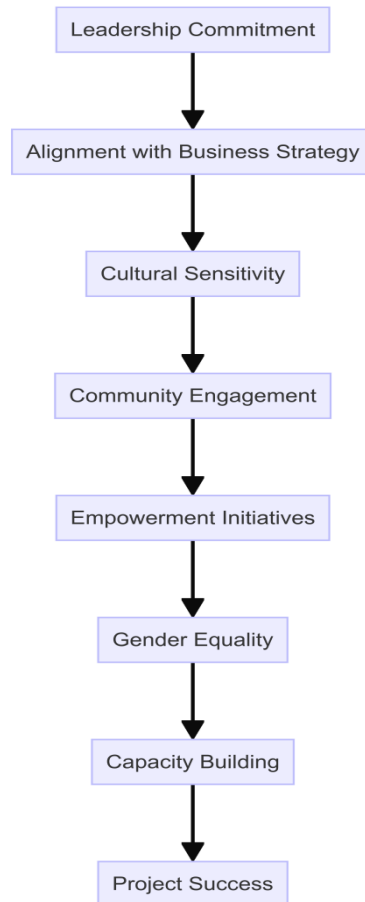 Leadership Commitment
Alignment with Business Strategy
Cultural Sensitivity
Community Engagement
Empowerment Initiatives
Gender Equality
Capacity Building
Project Success